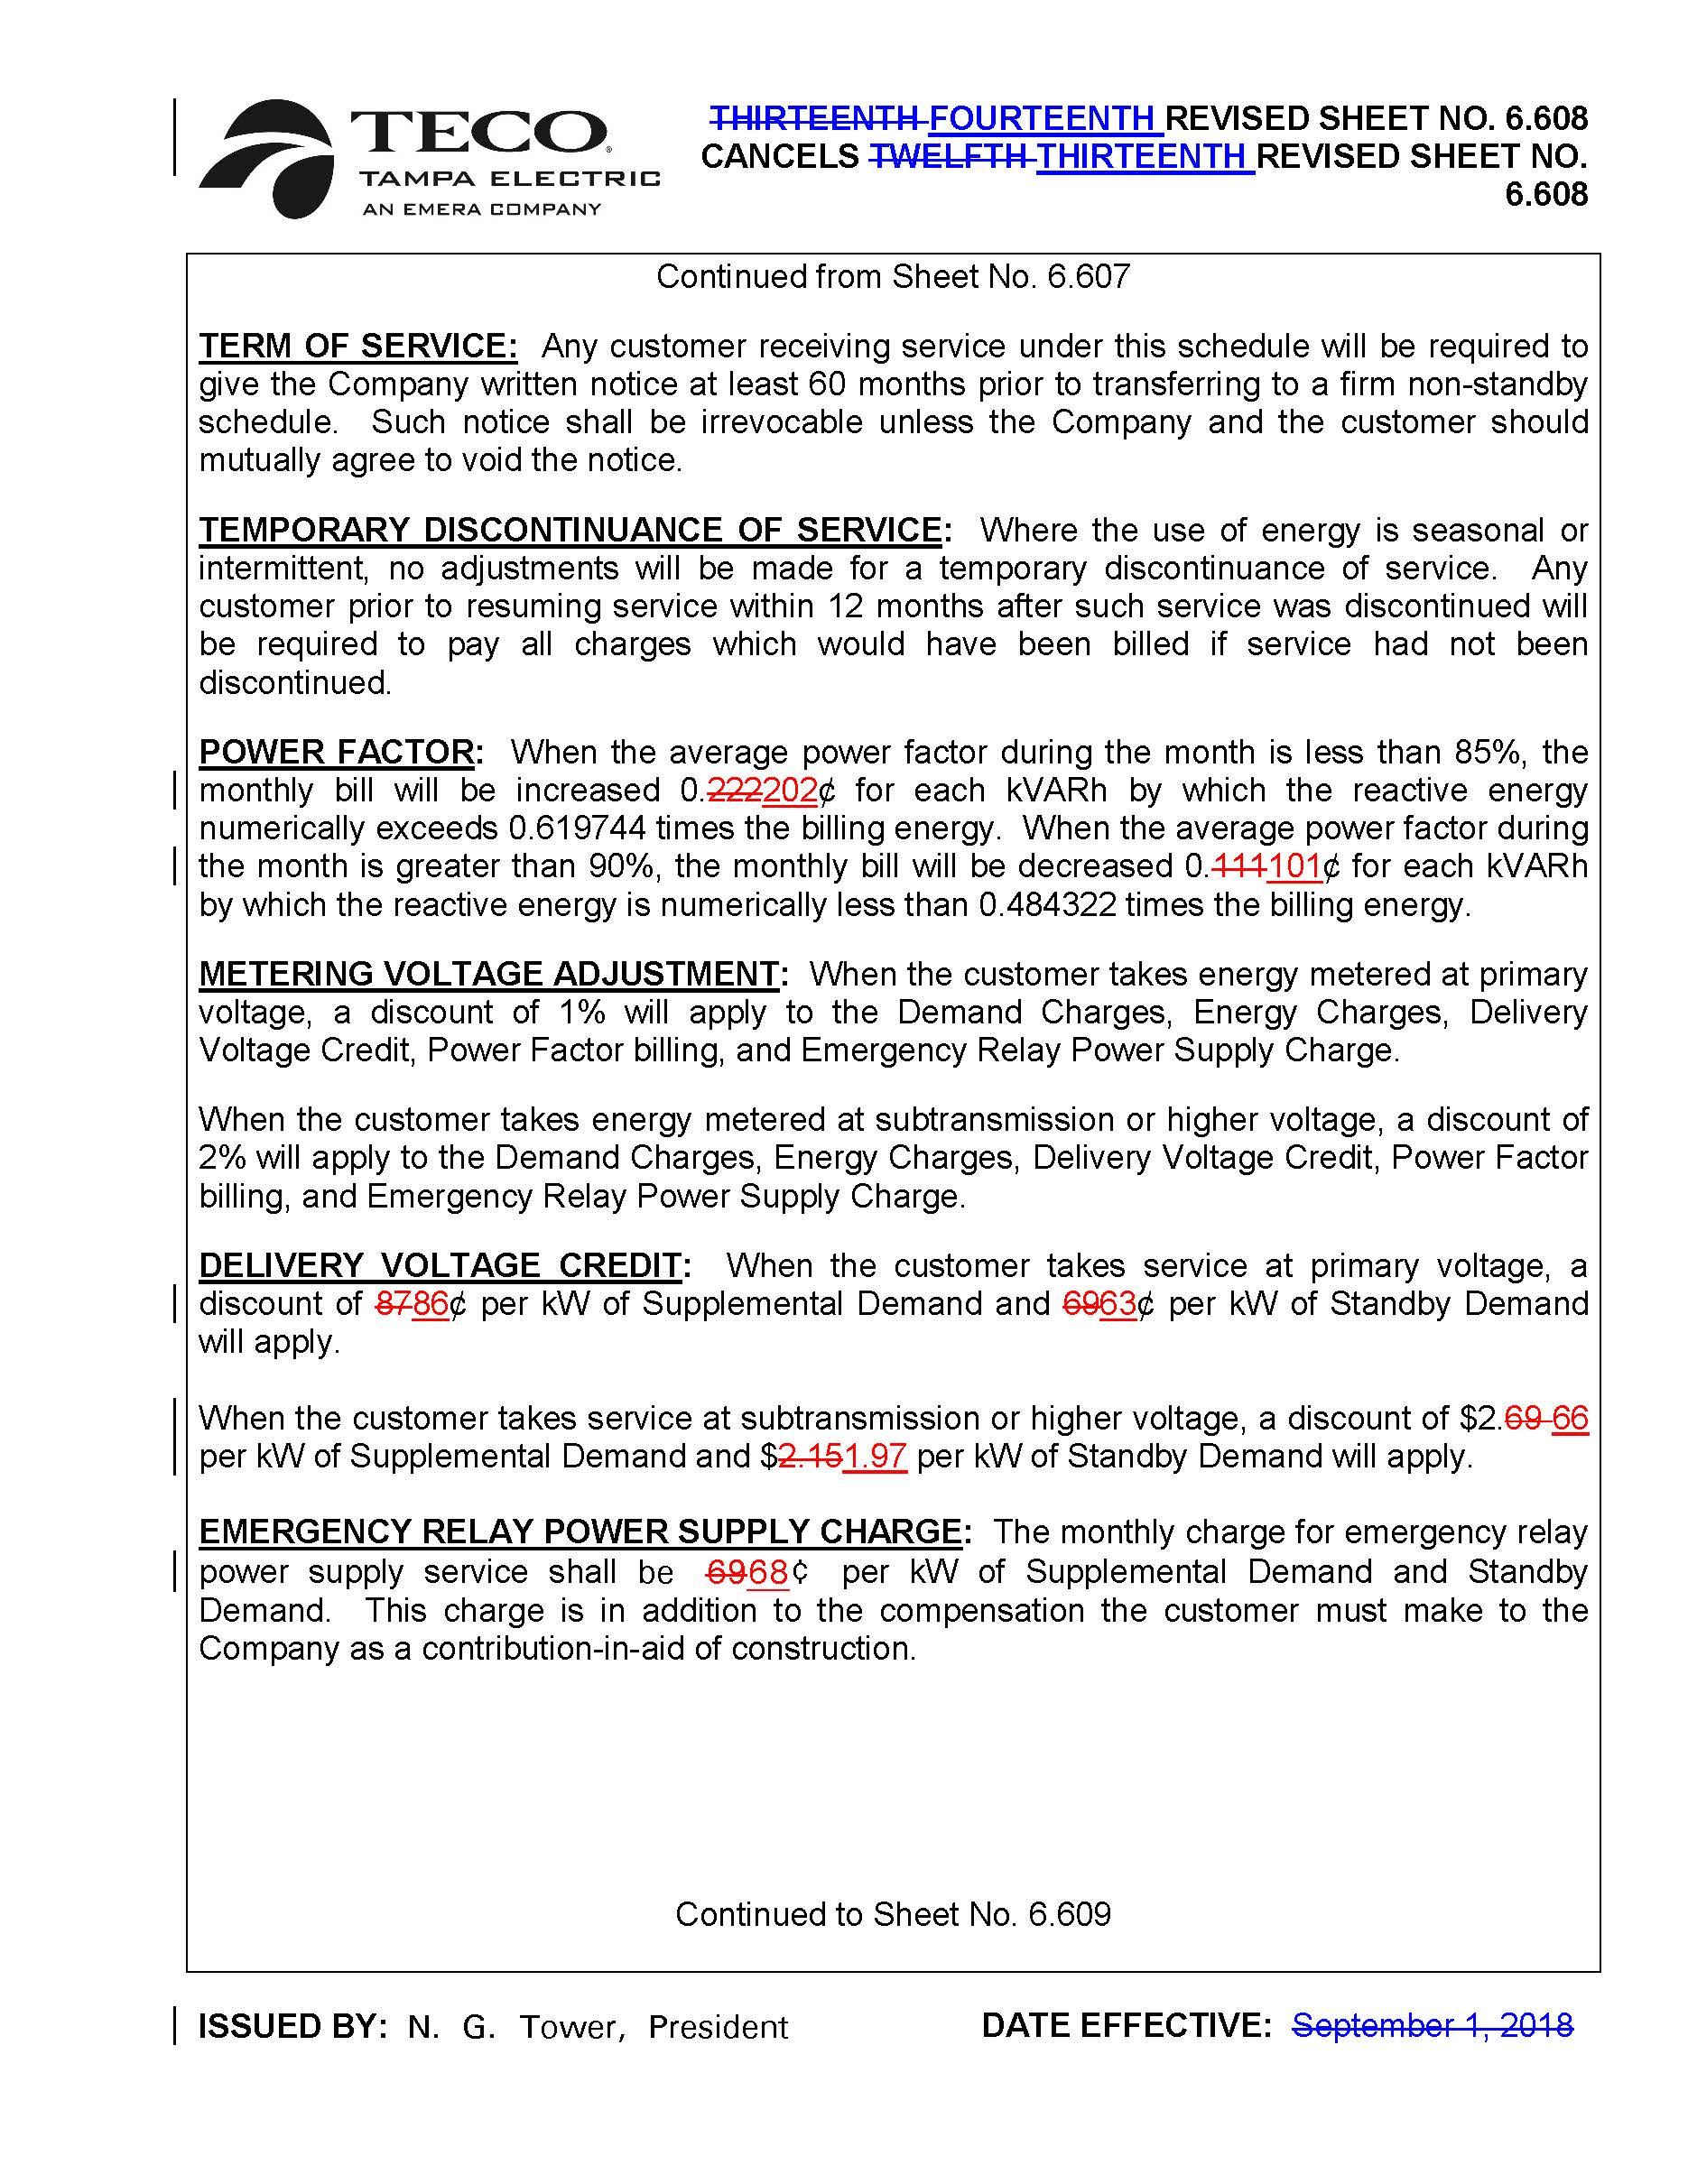 TECO®
TAMPA ELECTRIC
AN EMERA COMPANY
THIRTEENTH FOURTEENTH REVISED SHEET NO. 6.608
CANCELS TWELFTH THIRTEENTH REVISED SHEET NO.
6.608
Continued from Sheet No. 6.607
TERM OF SERVICE: Any customer receiving service under this schedule will be required to
give the Company written notice at least 60 months prior to transferring to a firm non-standby
schedule. Such notice shall be irrevocable unless the Company and the customer should
mutually agree to void the notice.
TEMPORARY DISCONTINUANCE OF SERVICE: Where the use of energy is seasonal or
intermittent, no adjustments will be made for a temporary discontinuance of service. Any
customer prior to resuming service within 12 months after such service was discontinued will
be required to pay all charges which would have been billed if service had not been
discontinued.
POWER FACTOR: When the average power factor during the month is less than 85%, the
monthly bill will be increased 0.222202¢ for each kVARh by which the reactive energy
numerically exceeds 0.619744 times the billing energy. When the average power factor during
the month is greater than 90%, the monthly bill will be decreased 0.111101¢ for each kVARh
by which the reactive energy is numerically less than 0.484322 times the billing energy.
METERING VOLTAGE ADJUSTMENT: When the customer takes energy metered at primary
voltage, a discount of 1% will apply to the Demand Charges, Energy Charges, Delivery
Voltage Credit, Power Factor billing, and Emergency Relay Power Supply Charge.
When the customer takes energy metered at subtransmission or higher voltage, a discount of
2% will apply to the Demand Charges, Energy Charges, Delivery Voltage Credit, Power Factor
billing, and Emergency Relay Power Supply Charge.
DELIVERY VOLTAGE CREDIT: When the customer takes service at primary voltage, a
discount of 8786¢ per kW of Supplemental Demand and 6963¢ per kW of Standby Demand
will apply.
When the customer takes service at subtransmission or higher voltage, a discount of $2.69 66
per kW of Supplemental Demand and $2.151.97 per kW of Standby Demand will apply.
EMERGENCY RELAY POWER SUPPLY CHARGE: The monthly charge for emergency relay
power supply service shall be 6968¢ per kW of Supplemental Demand and Standby
Demand. This charge is in addition to the compensation the customer must make to the
Company as a contribution-in-aid of construction.
Continued to Sheet No. 6.609
ISSUED BY: N. G. Tower, President DATE EFFECTIVE: September 1, 2018